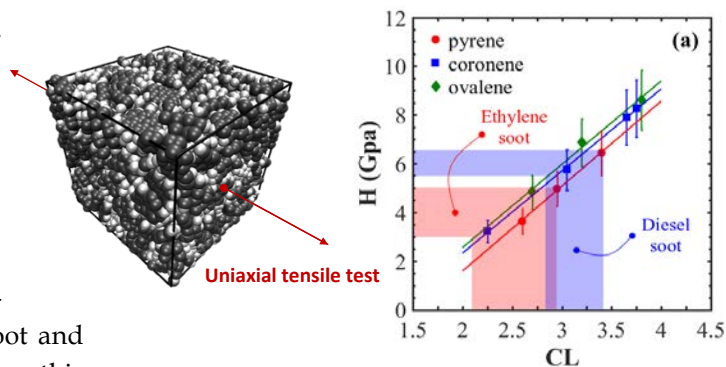 Uniaxial tensile test
oot and
12
10
8
6
4
2
0
H (Gpa)
(a)
pyrene
coronene
ovalene
Ethylene
soot
Diesel
soot
1.5 2 2.5 3 3.5 4 4.5
CL